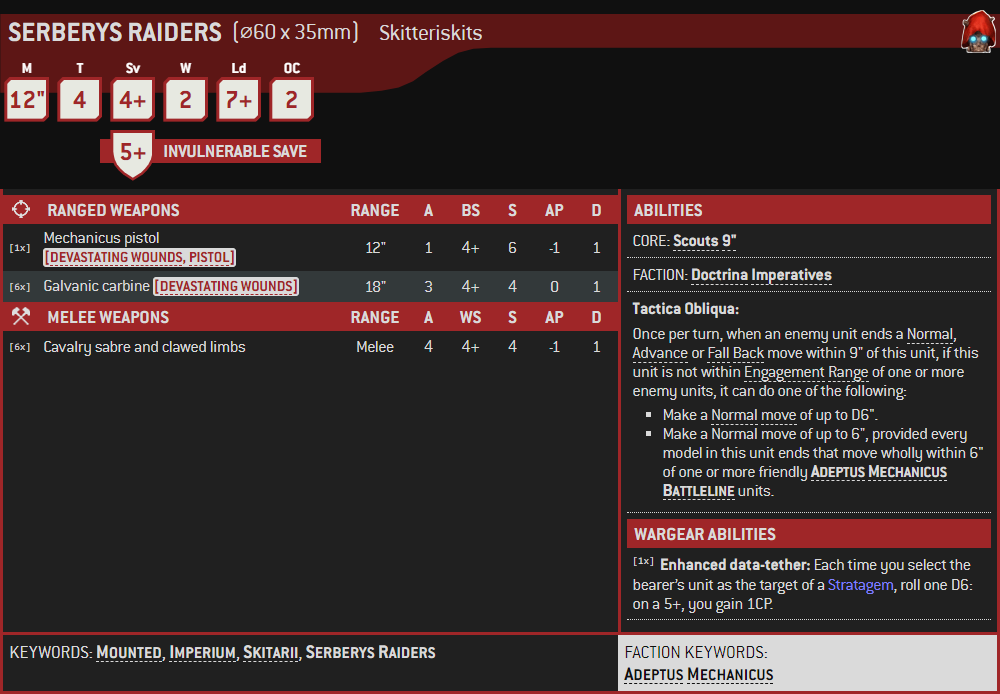 SERBERYS RAIDERS (⌀60 x 35mm) Skitteriskits
M T Sv W Ld OC
12" 4 4+ 2 7+ 2
5+ INVULNERABLE SAVE
RANGED WEAPONS RANGE A BS S AP D
[1x] Mechanicus pistol
[DEVASTATING WOUNDS, PISTOL] 12" 1 4+ 6 -1 1
[6x] Galvanic carbine [DEVASTATING WOUNDS] 18" 3 4+ 4 0 1
MELEE WEAPONS RANGE A WS S AP D
[6x] Cavalry sabre and clawed limbs Melee 4 4+ 4 -1 1
ABILITIES
CORE: Scouts 9"
FACTION: Doctrina Imperatives
Tactica Obliqua:
Once per turn, when an enemy unit ends a Normal,
Advance or Fall Back move within 9" of this unit, if this
unit is not within Engagement Range of one or more
enemy units, it can do one of the following:
▪ Make a Normal move of up to D6".
▪ Make a Normal move of up to 6", provided every
model in this unit ends that move wholly within 6"
of one or more friendly ADEPTUS MECHANICUS
BATTLELINE units.
WARGEAR ABILITIES
[1x] Enhanced data-tether: Each time you select the
bearer's unit as the target of a Stratagem, roll one D6:
on a 5+, you gain 1CP.
KEYWORDS: MOUNTED, IMPERIUM, SKITARII, SERBERYS RAIDERS
FACTION KEYWORDS:
ADEPTUS MECHANICUS